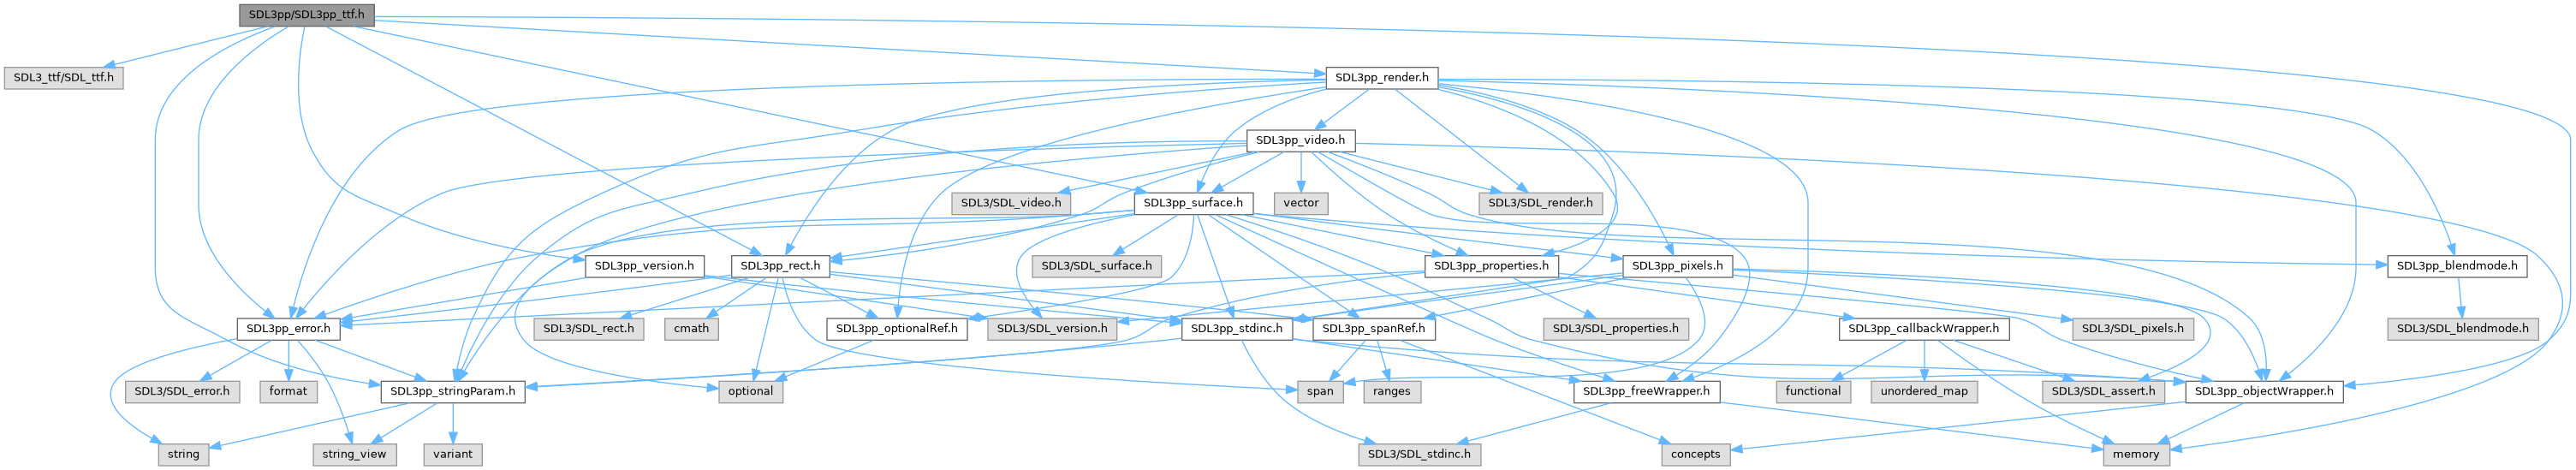 SDL3pp/SDL3pp_ttf.h
SDL3_ttf/SDL_ttf.h
SDL3pp_render.h
SDL3pp_video.h
SDL3/SDL_video.h
vector
SDL3pp_surface.h
SDL3/SDL_render.h
SDL3pp_version.h
SDL3pp_rect.h
SDL3/SDL_surface.h
SDL3pp_properties.h
SDL3pp_pixels.h
SDL3pp_blendmode.h
SDL3pp_error.h
SDL3/SDL_rect.h
cmath
SDL3pp_optionalRef.h
SDL3/SDL_version.h
SDL3pp_stdinc.h
SDL3pp_spanRef.h
SDL3/SDL_properties.h
SDL3pp_callbackWrapper.h
SDL3/SDL_pixels.h
SDL3/SDL_blendmode.h
SDL3/SDL_error.h
format
SDL3pp_stringParam.h
optional
span
ranges
SDL3pp_freeWrapper.h
functional
unordered_map
SDL3/SDL_assert.h
SDL3pp_objectWrapper.h
string
string_view
variant
SDL3/SDL_stdinc.h
concepts
memory